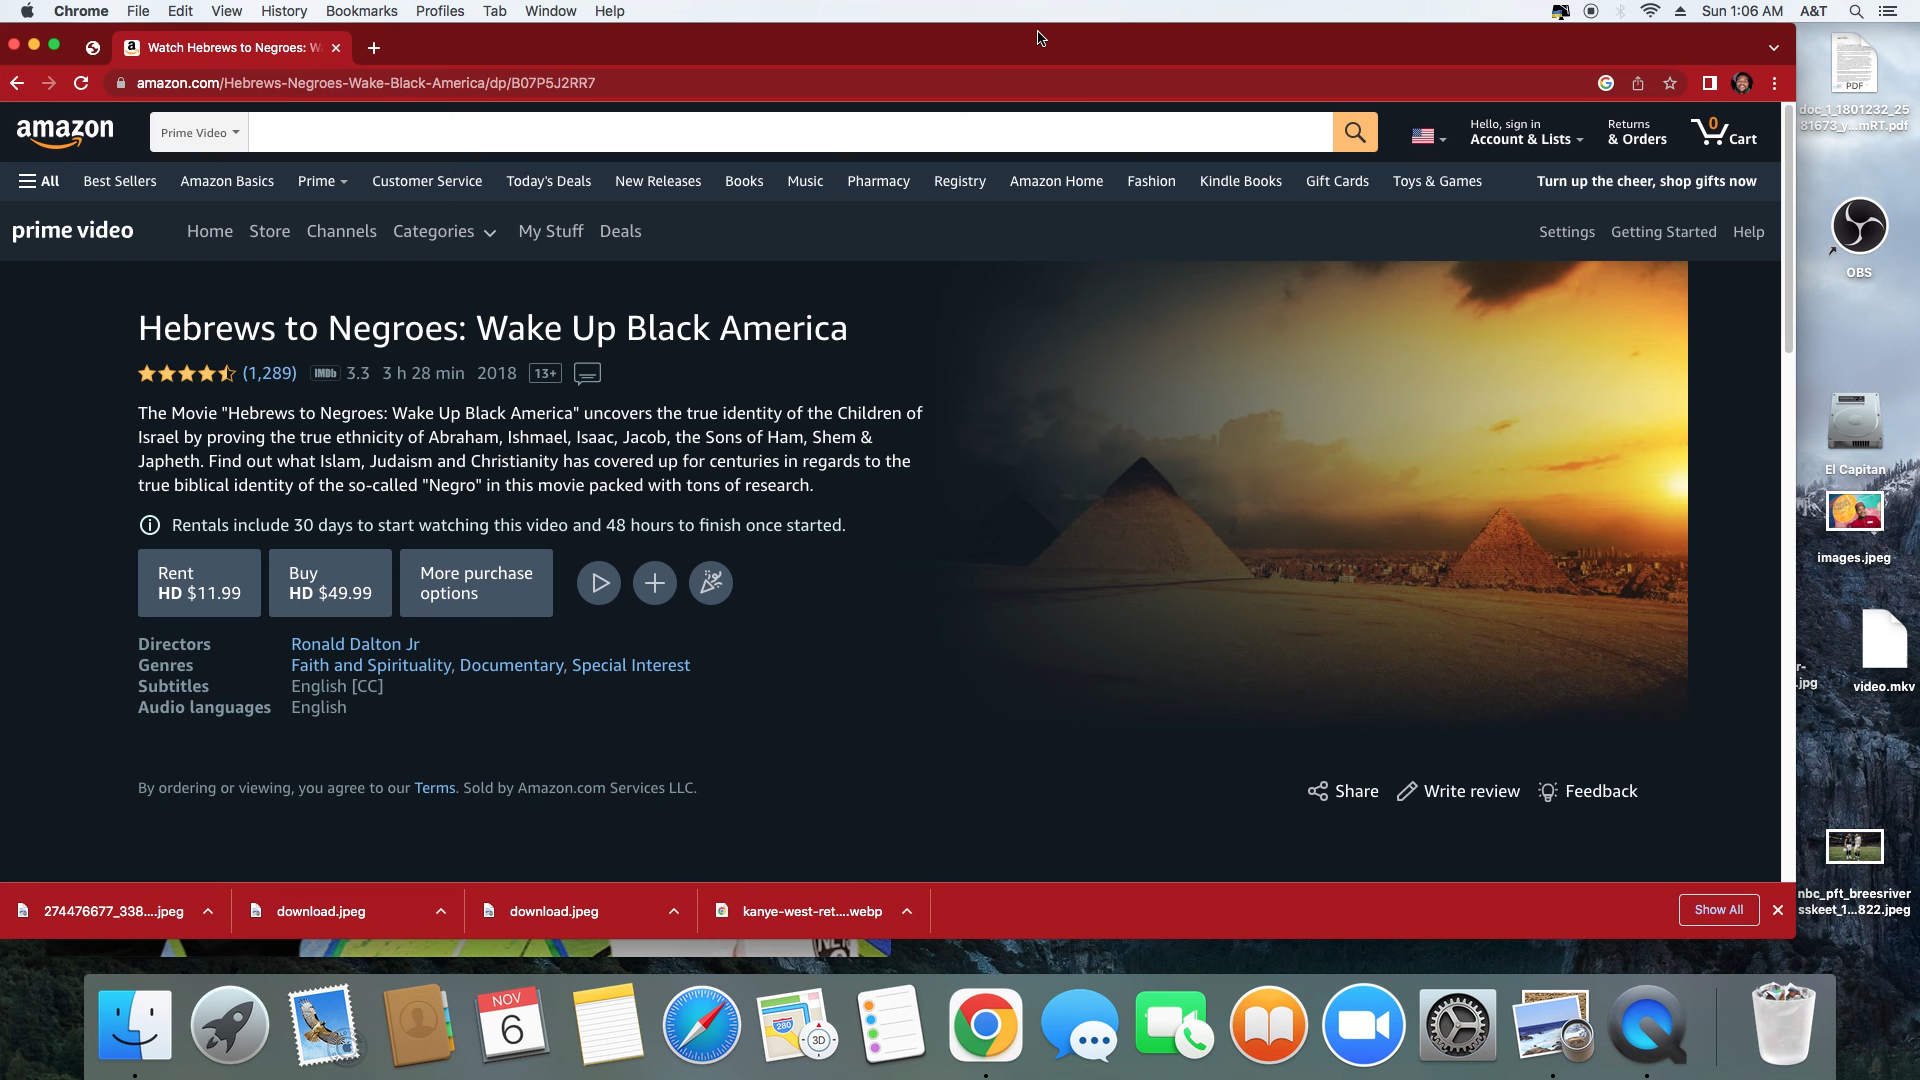 Chrome File Edit View History Bookmarks Profiles Tab Window Help Sun 1:06 AM A&T
Watch Hebrews to Negroes: W
amazon.com/Hebrews-Negroes-Wake-Black-America/dp/B07P5J2RR7
amazon Prime Video Hello, sign in Account & Lists Returns & Orders 0 Cart
All Best Sellers Amazon Basics Prime Customer Service Today's Deals New Releases Books Music Pharmacy Registry Amazon Home Fashion Kindle Books Gift Cards Toys & Games Turn up the cheer, shop gifts now
prime video Home Store Channels Categories My Stuff Deals Settings Getting Started Help
Hebrews to Negroes: Wake Up Black America
(1,289) IMDb 3.3 3 h 28 min 2018 13+
The Movie "Hebrews to Negroes: Wake Up Black America" uncovers the true identity of the Children of
Israel by proving the true ethnicity of Abraham, Ishmael, Isaac, Jacob, the Sons of Ham, Shem &
Japheth. Find out what Islam, Judaism and Christianity has covered up for centuries in regards to the
true biblical identity of the so-called "Negro" in this movie packed with tons of research.
Rentals include 30 days to start watching this video and 48 hours to finish once started.
Rent Buy More purchase
HD $11.99 HD $49.99 options
Directors Ronald Dalton Jr
Genres Faith and Spirituality, Documentary, Special Interest
Subtitles English [CC]
Audio languages English
By ordering or viewing, you agree to our Terms. Sold by Amazon.com Services LLC.
Share Write review Feedback
274476677_338....jpeg download.jpeg download.jpeg kanye-west-ret....webp Show All
PDF
doc_1_1801232_25
81673_y...mRT.pdf
OBS
El Capitan
images.jpeg
r-
.jpg
video.mkv
nbc_pft_breesriver
sskeet_1...822.jpeg
NOV
6
280
3D